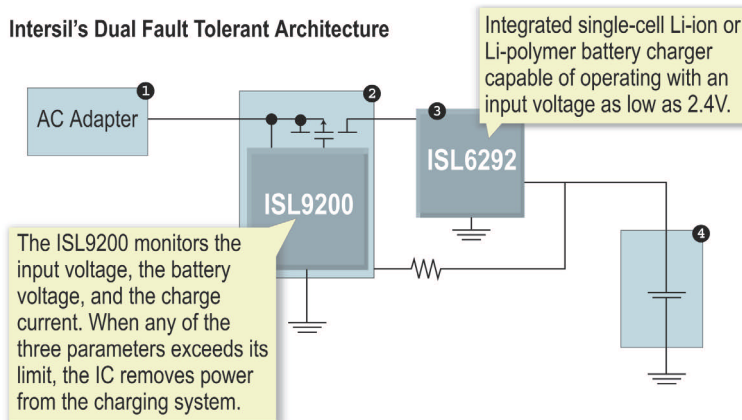 Intersil's Dual Fault Tolerant Architecture
Integrated single-cell Li-ion or
Li-polymer battery charger
capable of operating with an
input voltage as low as 2.4V.
1
AC Adapter
2
3
ISL6292
ISL9200
The ISL9200 monitors the
input voltage, the battery
voltage, and the charge
current. When any of the
three parameters exceeds its
limit, the IC removes power
from the charging system.
4